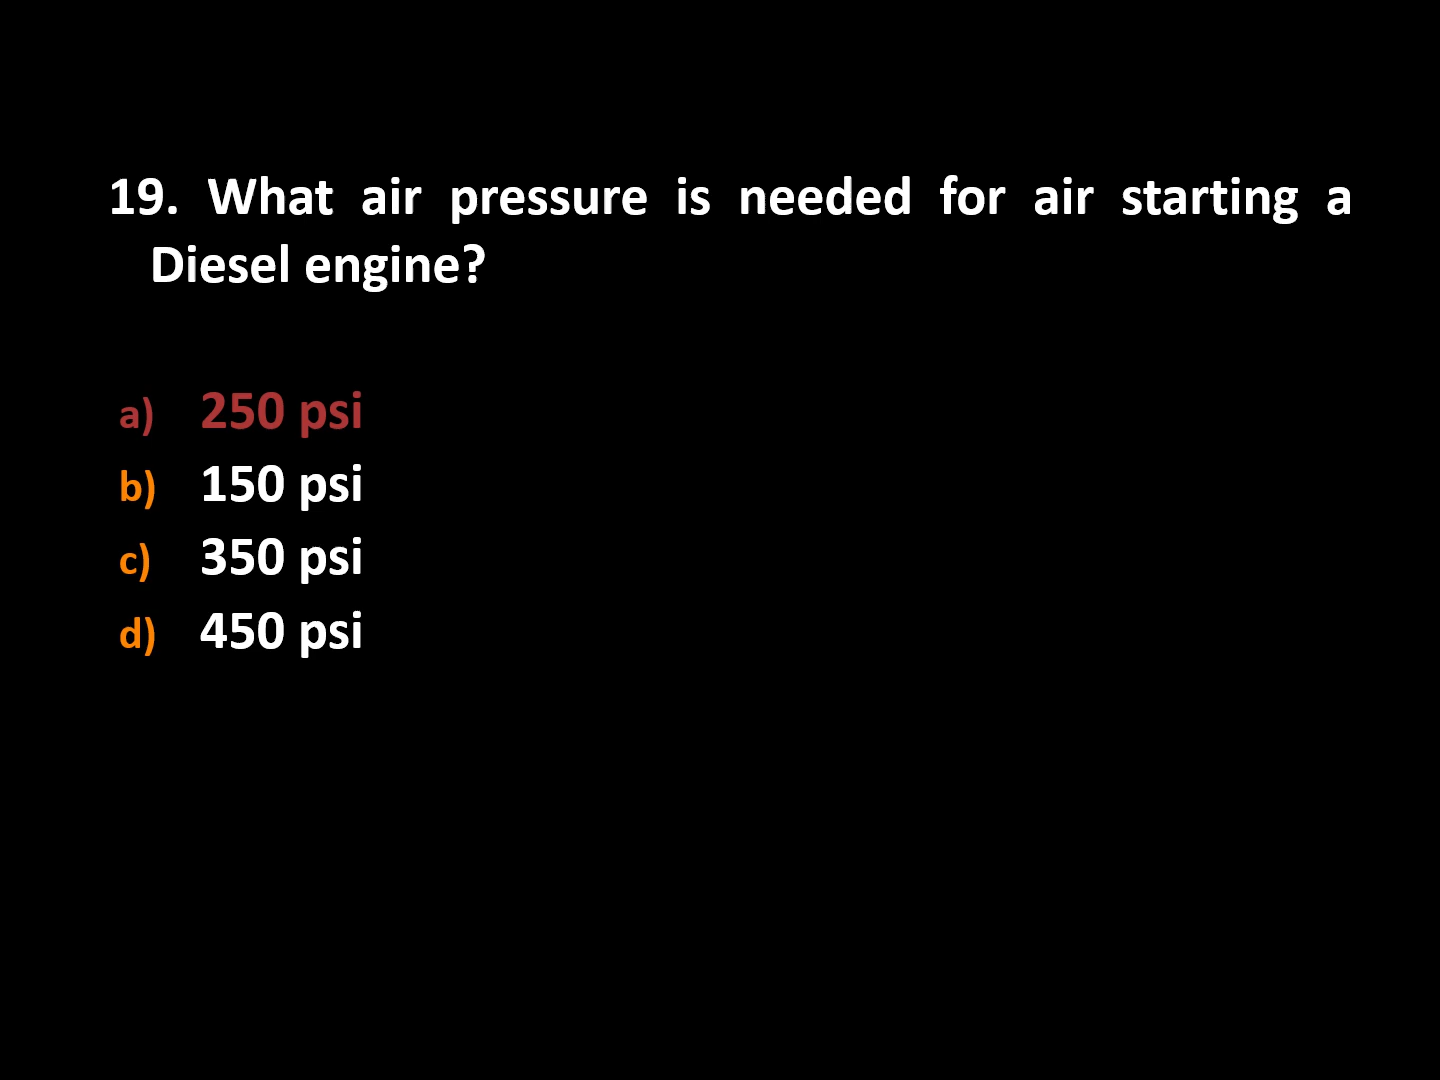 19. What air pressure is needed for air starting a
Diesel engine?
a) 250 psi
b) 150 psi
c) 350 psi
d) 450 psi